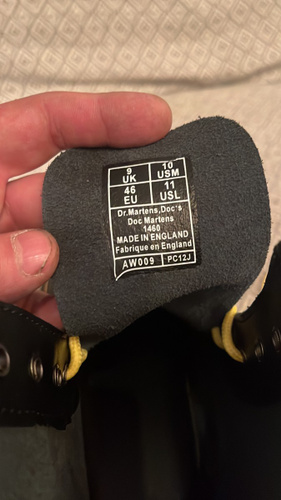 9 10
UK USM
46 11
EU USL
Dr.Martens,Doc's
Doc Martens
1460
MADE IN ENGLAND
Fabrique en England
AW009 PC12J